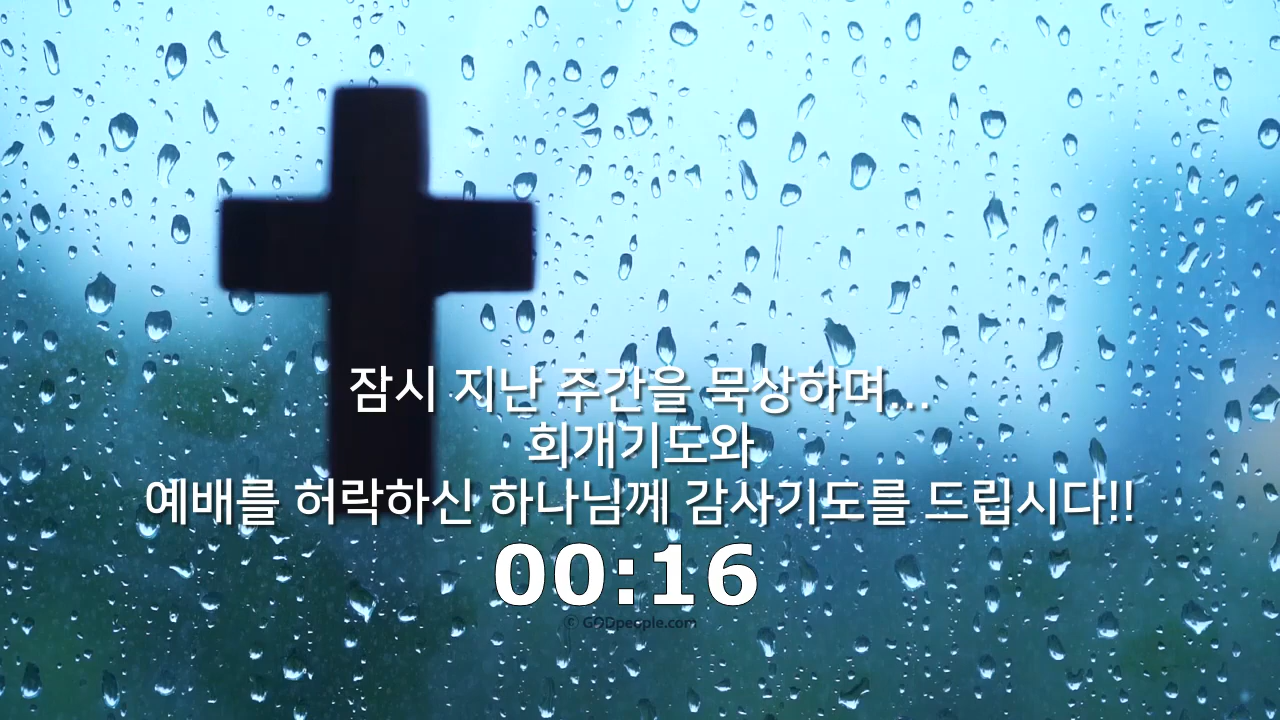 잠시 지난 주간을 묵상하며...
회개기도와
예배를 허락하신 하나님께 감사기도를 드립시다!!
00:16
© GODpeople.com